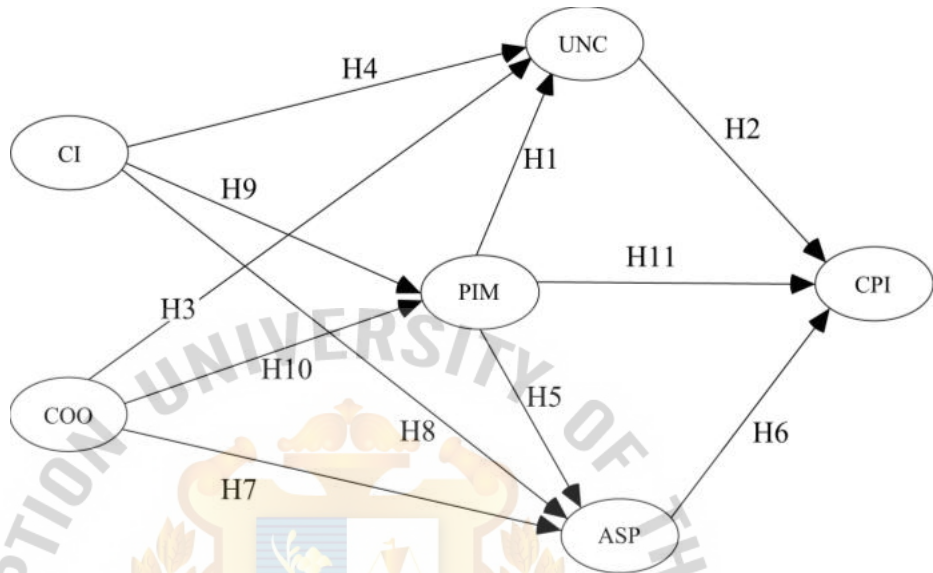 UNC
H4
H2
CI
H1
H9
H11
PIM
CPI
H3
H10
H5
COO
H8
H6
H7
ASP
UNIVERSITY OF